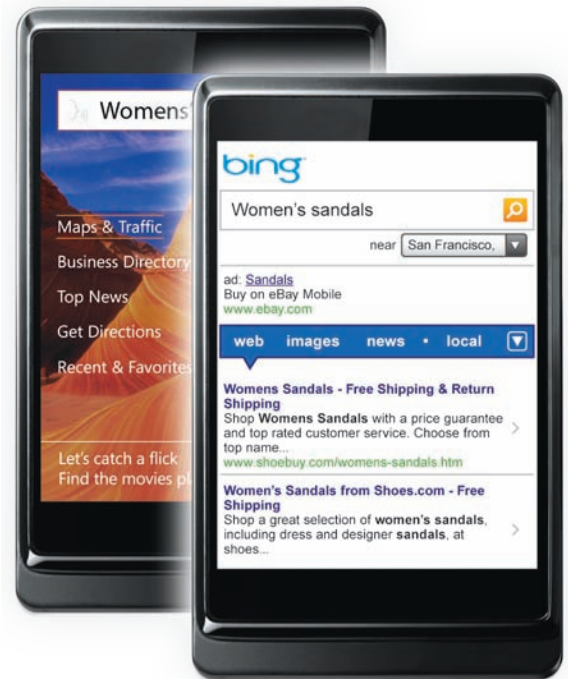 Womens'
Maps & Traffic
Business Directory
Top News
Get Directions
Recent & Favorites
Let's catch a flick
Find the movies
bing
Women's sandals
near San Francisco,
ad: Sandals
Buy on eBay Mobile
www.ebay.com
web images news • local
Womens Sandals - Free Shipping & Return
Shipping
Shop Womens Sandals with a price guarantee
and top rated customer service. Choose from
top name...
www.shoebuy.com/womens-sandals.htm
Women's Sandals from Shoes.com - Free
Shipping
Shop a great selection of women's sandals,
including dress and designer sandals, at
shoes...